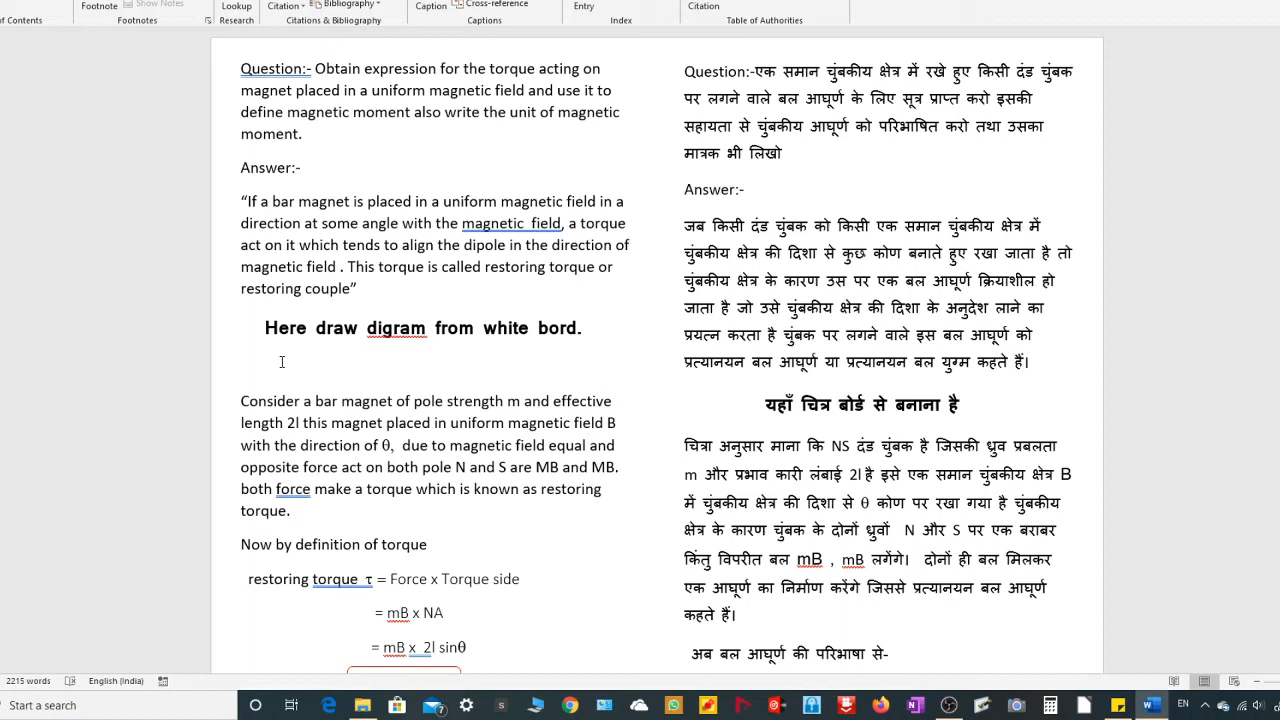 of Contents
Footnote
Show Notes
Footnotes
Lookup
Research
Citation
Bibliography
Citations & Bibliography
Caption
Cross-reference
Captions
Entry
Index
Citation
Table of Authorities
Question:- Obtain expression for the torque acting on
magnet placed in a uniform magnetic field and use it to
define magnetic moment also write the unit of magnetic
moment.
Answer:-
“If a bar magnet is placed in a uniform magnetic field in a
direction at some angle with the magnetic field, a torque
act on it which tends to align the dipole in the direction of
magnetic field . This torque is called restoring torque or
restoring couple”
Here draw digram from white bord.
Consider a bar magnet of pole strength m and effective
length 2l this magnet placed in uniform magnetic field B
with the direction of θ, due to magnetic field equal and
opposite force act on both pole N and S are MB and MB.
both force make a torque which is known as restoring
torque.
Now by definition of torque
restoring torque τ = Force x Torque side
= mB x NA
= mB x 2l sinθ
Question:-एक समान चुंबकीय क्षेत्र में रखे हुए किसी दंड चुंबक
पर लगने वाले बल आघूर्ण के लिए सूत्र प्राप्त करो इसकी
सहायता से चुंबकीय आघूर्ण को परिभाषित करो तथा उसका
मात्रक भी लिखो
Answer:-
जब किसी दंड चुंबक को किसी एक समान चुंबकीय क्षेत्र में
चुंबकीय क्षेत्र की दिशा से कुछ कोण बनाते हुए रखा जाता है तो
चुंबकीय क्षेत्र के कारण उस पर एक बल आघूर्ण क्रियाशील हो
जाता है जो उसे चुंबकीय क्षेत्र की दिशा के अनुदेश लाने का
प्रयत्न करता है चुंबक पर लगने वाले इस बल आघूर्ण को
प्रत्यानयन बल आघूर्ण या प्रत्यानयन बल युग्म कहते हैं।
यहाँ चित्र बोर्ड से बनाना है
चित्रा अनुसार माना कि NS दंड चुंबक है जिसकी ध्रुव प्रबलता
m और प्रभाव कारी लंबाई 2l है इसे एक समान चुंबकीय क्षेत्र B
में चुंबकीय क्षेत्र की दिशा से θ कोण पर रखा गया है चुंबकीय
क्षेत्र के कारण चुंबक के दोनों ध्रुवों N और S पर एक बराबर
किंतु विपरीत बल mB , mB लगेंगे। दोनों ही बल मिलकर
एक आघूर्ण का निर्माण करेंगे जिससे प्रत्यानयन बल आघूर्ण
कहते हैं।
अब बल आघूर्ण की परिभाषा से-
2215 words
English (India)
Type here to search
EN